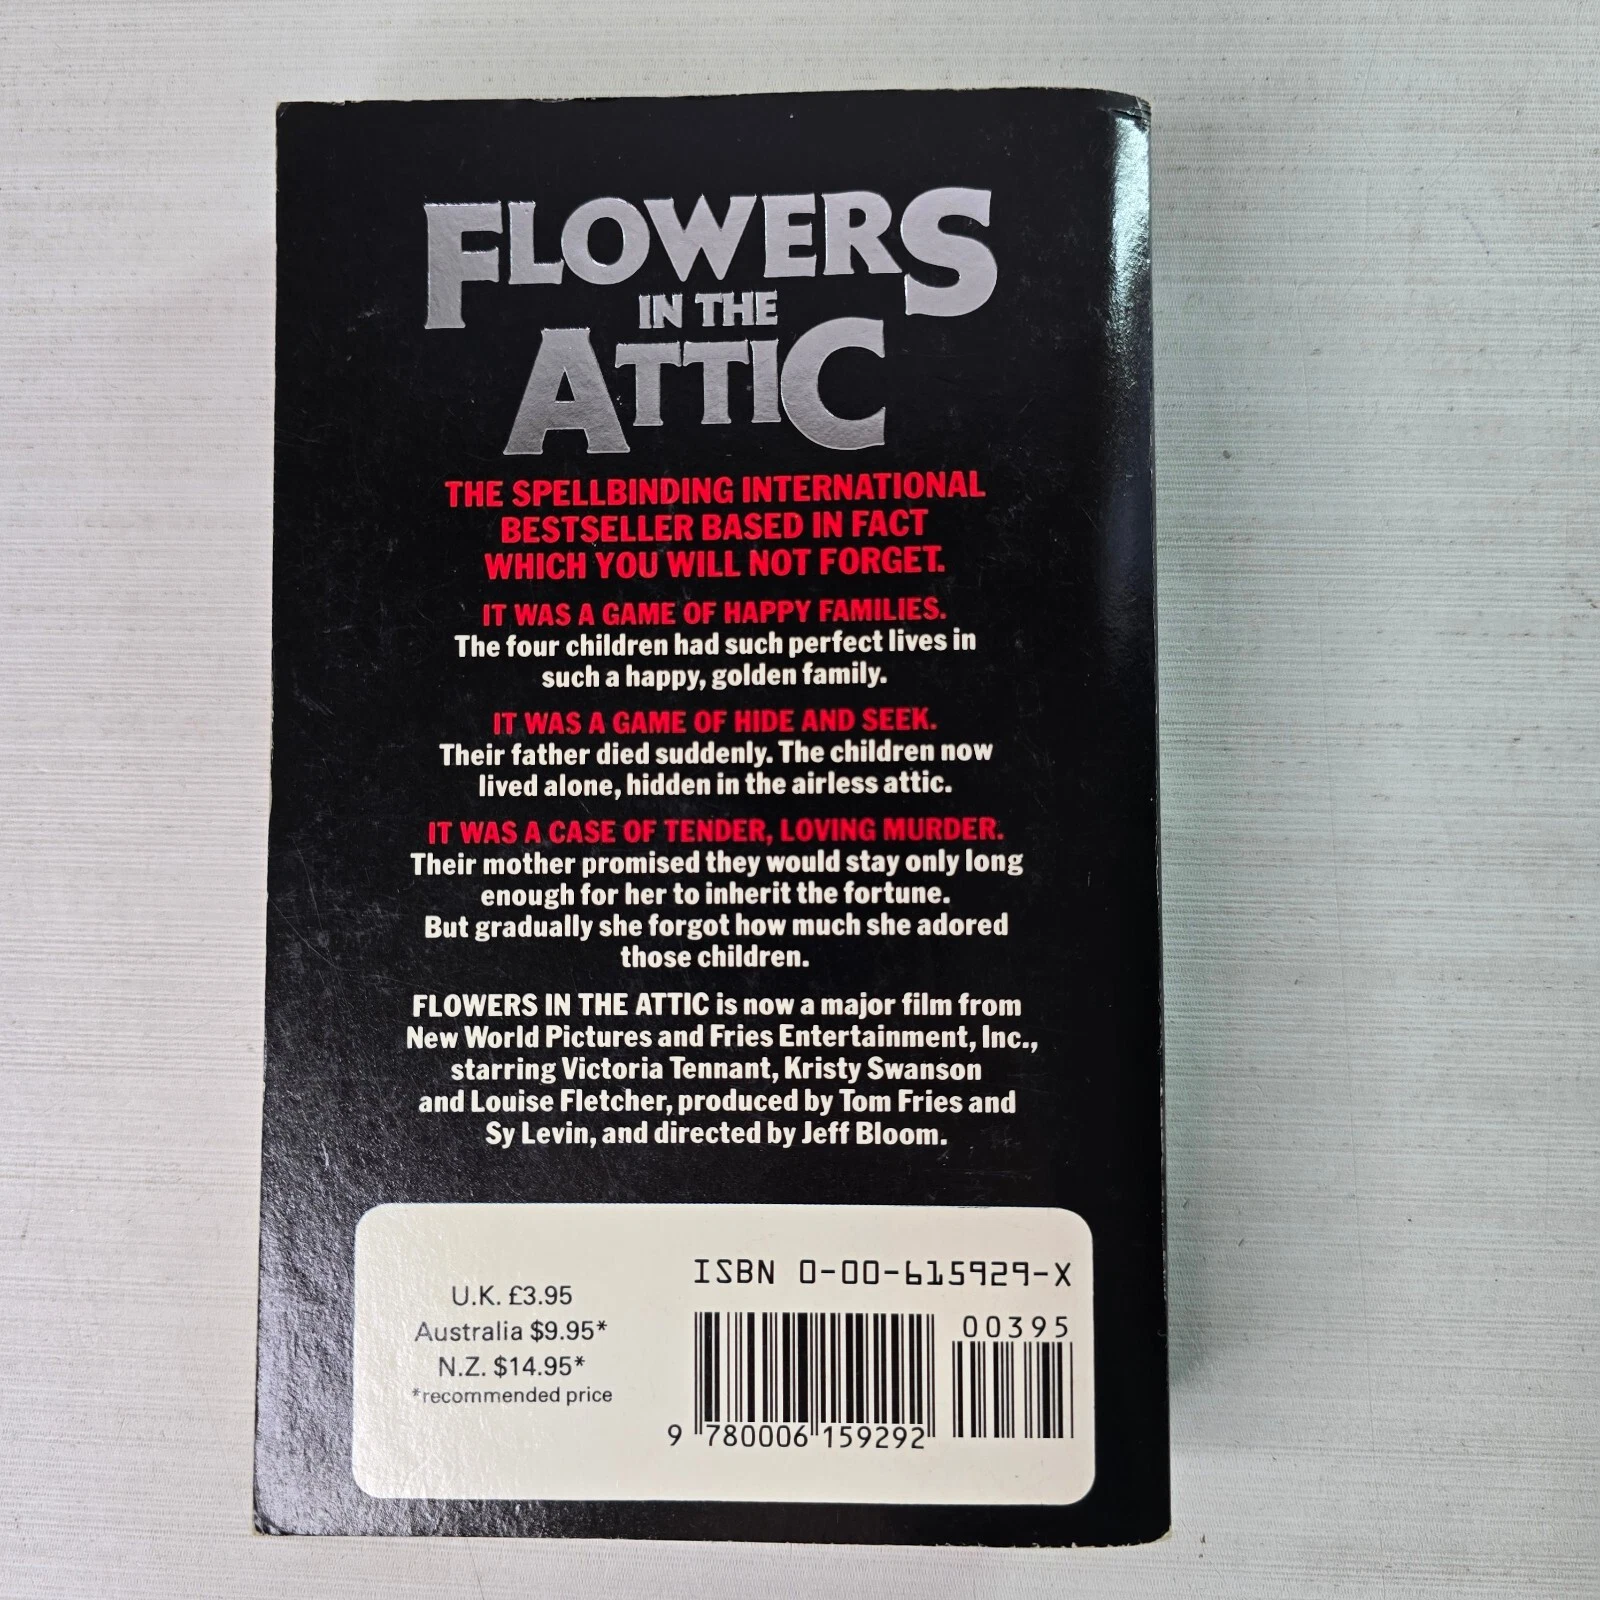 FLOWERS
IN THE
ATTIC
THE SPELLBINDING INTERNATIONAL
BESTSELLER BASED IN FACT
WHICH YOU WILL NOT FORGET.
IT WAS A GAME OF HAPPY FAMILIES.
The four children had such perfect lives in
such a happy, golden family.
IT WAS A GAME OF HIDE AND SEEK.
Their father died suddenly. The children now
lived alone, hidden in the airless attic.
IT WAS A CASE OF TENDER, LOVING MURDER.
Their mother promised they would stay only long
enough for her to inherit the fortune.
But gradually she forgot how much she adored
those children.
FLOWERS IN THE ATTIC is now a major film from
New World Pictures and Fries Entertainment, Inc.,
starring Victoria Tennant, Kristy Swanson
and Louise Fletcher, produced by Tom Fries and
Sy Levin, and directed by Jeff Bloom.
U.K. £3.95
Australia $9.95*
N.Z. $14.95*
*recommended price
ISBN 0-00-615929-X
00395
9 780006 159292